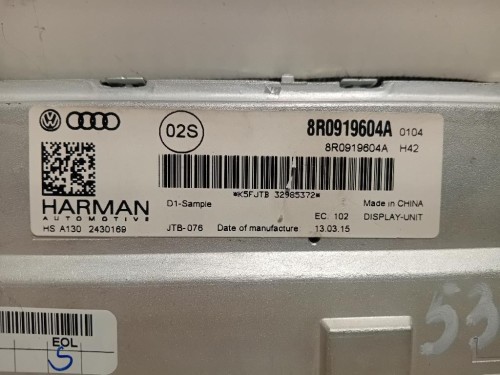 02S
8R0919604A 0104
8R0919604A H42
*K5FJTB 32985372*
HARMAN
AUTOMOTIVE
D1-Sample
Made in CHINA
EC. 102 DISPLAY-UNIT
HS A130 2430169
JTB-076 Date of manufacture 13.03.15
53
EOL
5